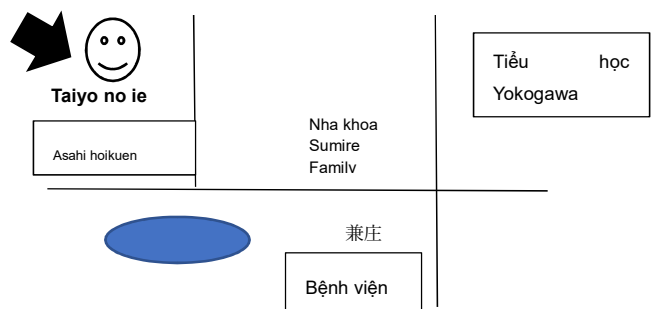 Taiyo no ie
Asahi hoikuen
Nha khoa
Sumire
Family
Tiểu học
Yokogawa
兼庄
Bệnh viện